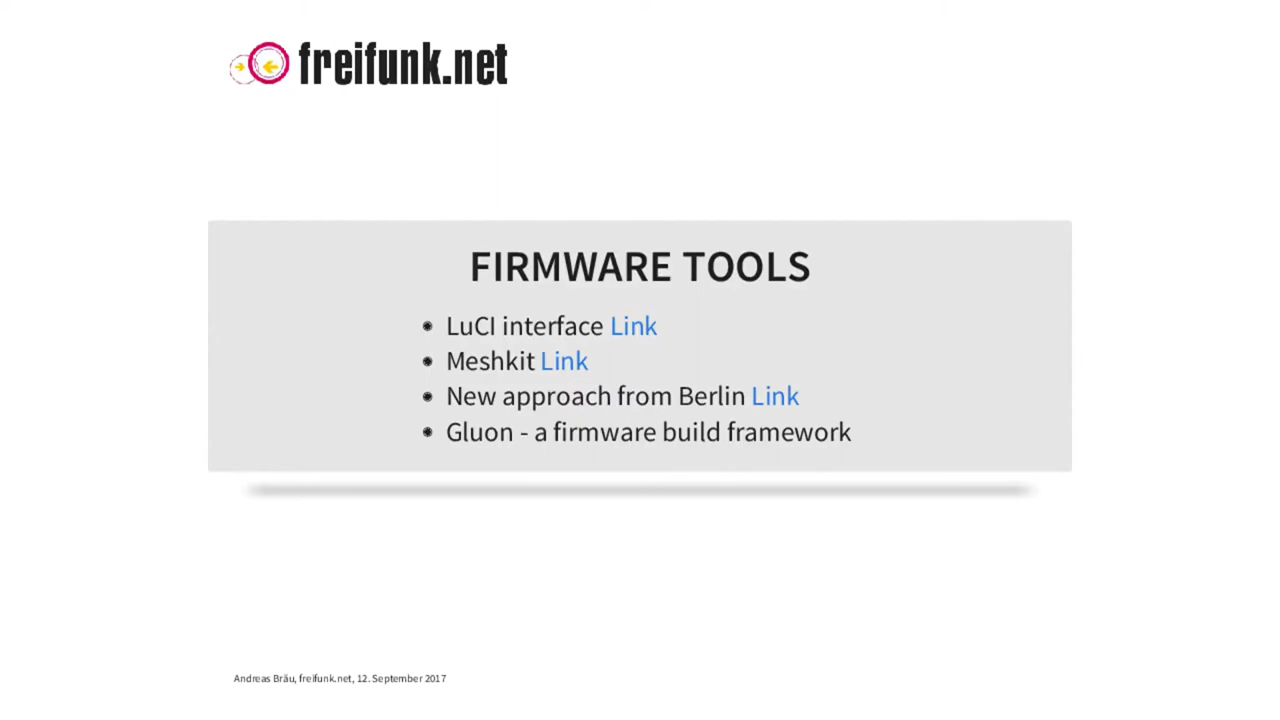 freifunk.net
FIRMWARE TOOLS
LuCI interface Link
Meshkit Link
New approach from Berlin Link
Gluon - a firmware build framework
Andreas Bräu, freifunk.net, 12. September 2017